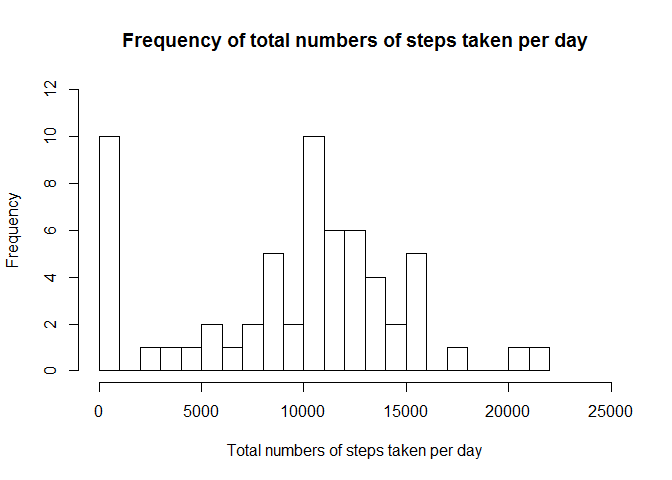 Frequency of total numbers of steps taken per day
12
10
8
6
4
2
0
Frequency
0 5000 10000 15000 20000 25000
Total numbers of steps taken per day